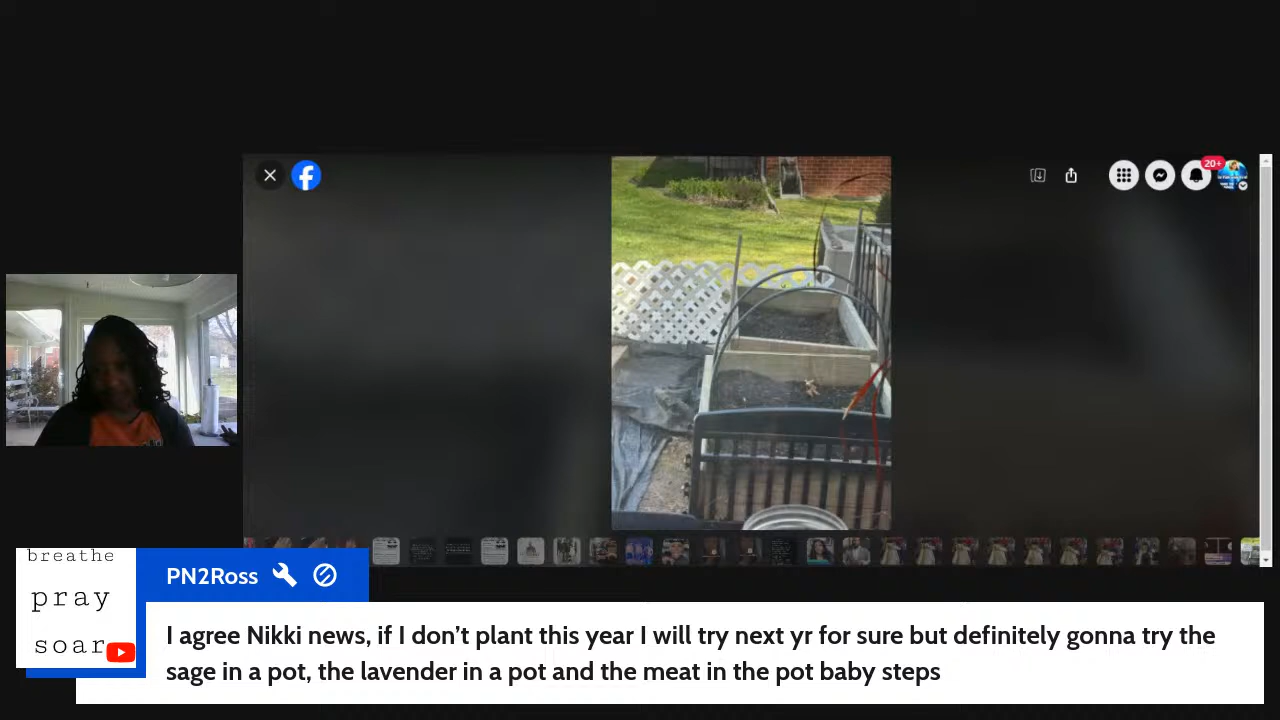 20+
breathe
pray
soar
PN2Ross
I agree Nikki news, if I don’t plant this year I will try next yr for sure but definitely gonna try the
sage in a pot, the lavender in a pot and the meat in the pot baby steps